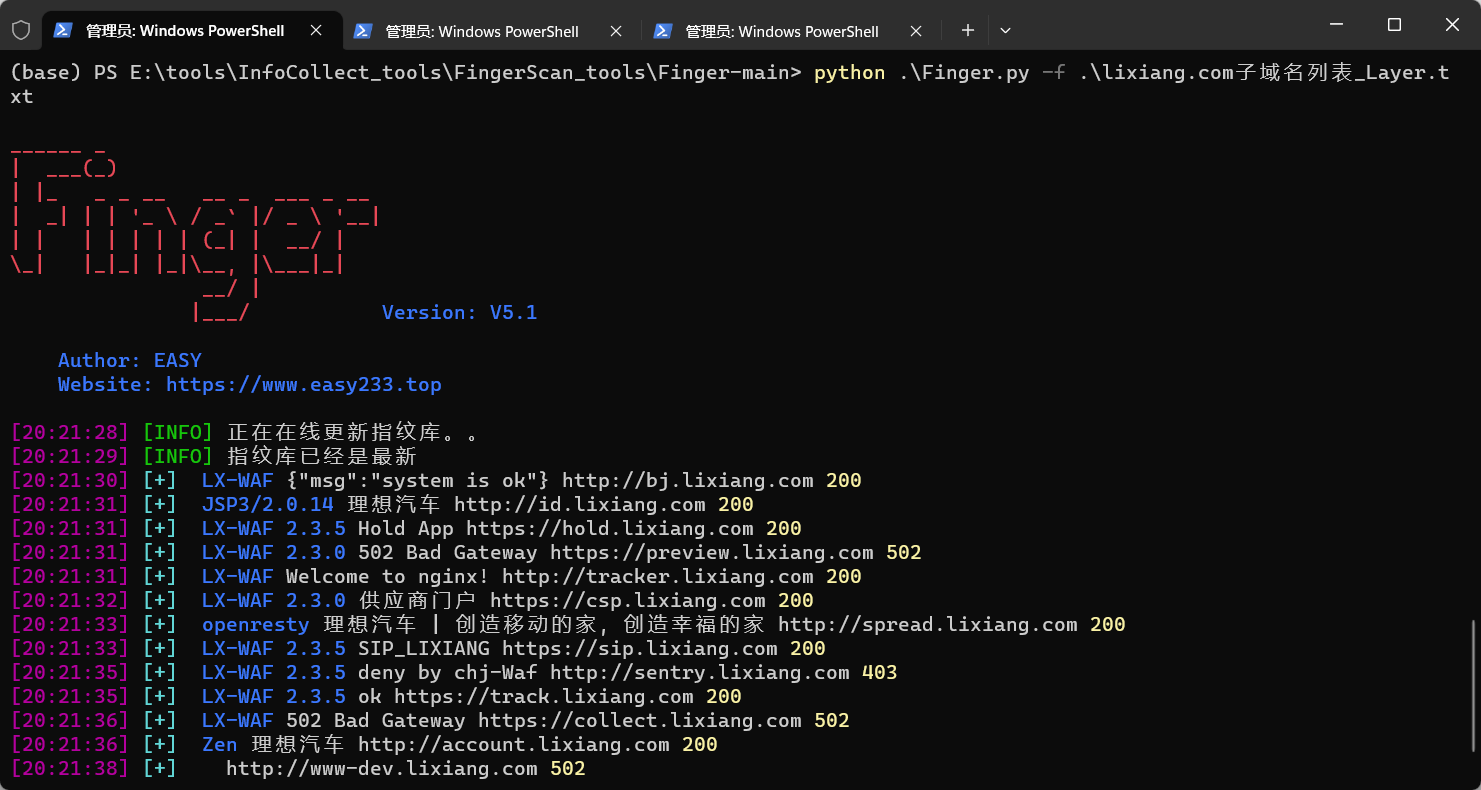 管理员: Windows PowerShell
管理员: Windows PowerShell
管理员: Windows PowerShell
(base) PS E:\tools\InfoCollect_tools\FingerScan_tools\Finger-main> python .\Finger.py -f .\lixiang.com子域名列表_Layer.t
xt
______ _
|  ___(_)
| |_   _ _ __   __ _  ___ _ __
|  _| | | '_ \ / _` |/ _ \ '__|
| |   | | | | | (_| |  __/ |
\_|   |_|_| |_|\__, |\___|_|
                __/ |
               |___/           Version: V5.1
Author: EASY
Website: https://www.easy233.top
[20:21:28] [INFO] 正在在线更新指纹库。。
[20:21:29] [INFO] 指纹库已经是最新
[20:21:30] [+]  LX-WAF {"msg":"system is ok"} http://bj.lixiang.com 200
[20:21:31] [+]  JSP3/2.0.14 理想汽车 http://id.lixiang.com 200
[20:21:31] [+]  LX-WAF 2.3.5 Hold App https://hold.lixiang.com 200
[20:21:31] [+]  LX-WAF 2.3.0 502 Bad Gateway https://preview.lixiang.com 502
[20:21:31] [+]  LX-WAF Welcome to nginx! http://tracker.lixiang.com 200
[20:21:32] [+]  LX-WAF 2.3.0 供应商门户 https://csp.lixiang.com 200
[20:21:33] [+]  openresty 理想汽车 | 创造移动的家，创造幸福的家 http://spread.lixiang.com 200
[20:21:33] [+]  LX-WAF 2.3.5 SIP_LIXIANG https://sip.lixiang.com 200
[20:21:35] [+]  LX-WAF 2.3.5 deny by chj-Waf http://sentry.lixiang.com 403
[20:21:35] [+]  LX-WAF 2.3.5 ok https://track.lixiang.com 200
[20:21:36] [+]  LX-WAF 502 Bad Gateway https://collect.lixiang.com 502
[20:21:36] [+]  Zen 理想汽车 http://account.lixiang.com 200
[20:21:38] [+]    http://www-dev.lixiang.com 502